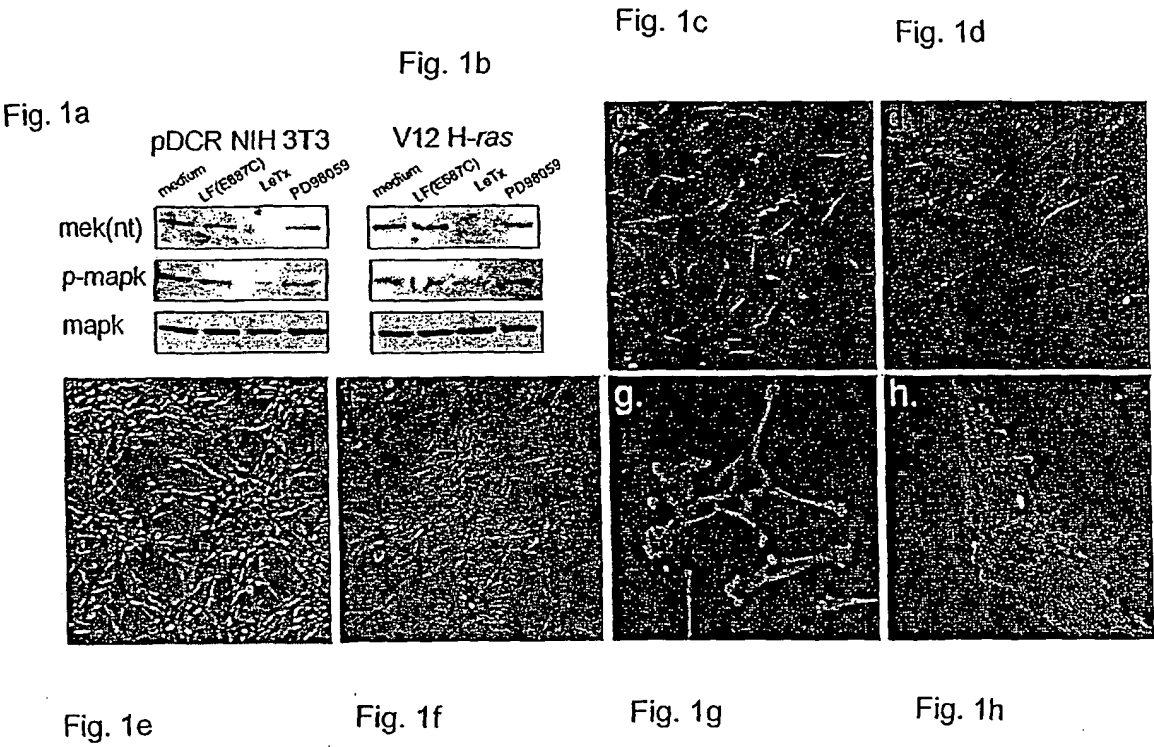 Fig. 1c
Fig. 1d
Fig. 1b
Fig. 1a
pDCR NIH 3T3
V12 H-ras
medium LF(E687C) LeTx PD98059
medium LF(E687C) LeTx PD98059
mek(nt)
p-mapk
mapk
d.
g.
h.
Fig. 1e
Fig. 1f
Fig. 1g
Fig. 1h